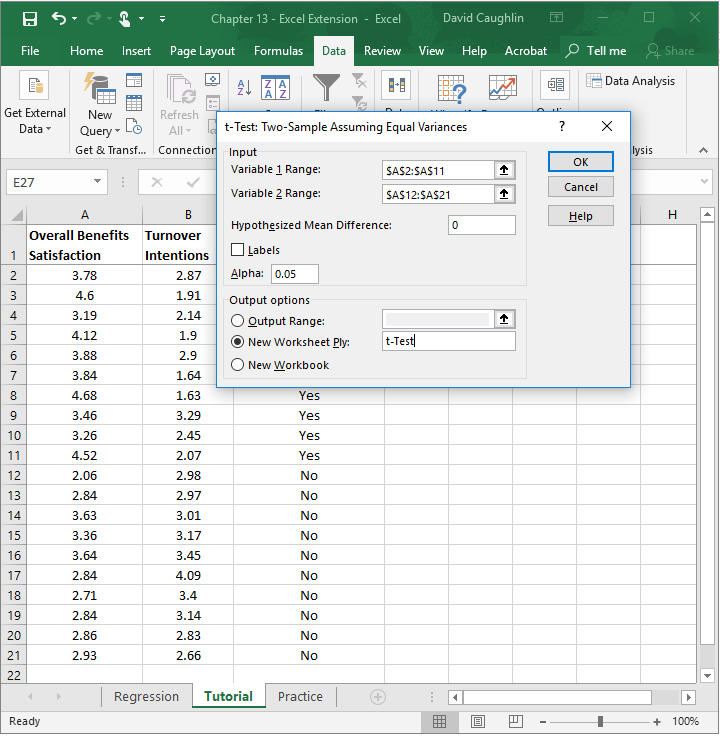 Chapter 13 - Excel Extension - Excel David Caughlin
File Home Insert Page Layout Formulas Data Review View Help Acrobat Tell me Share
Get External Data
New Query
Refresh All
Data Analysis
Get & Transf... Connection
E27
A B H
1 Overall Benefits Satisfaction Turnover Intentions
2 3.78 2.87
3 4.6 1.91
4 3.19 2.14
5 4.12 1.9
6 3.88 2.9
7 3.84 1.64
8 4.68 1.63 Yes
9 3.46 3.29 Yes
10 3.26 2.45 Yes
11 4.52 2.07 Yes
12 2.06 2.98 No
13 2.84 2.97 No
14 3.63 3.01 No
15 3.36 3.17 No
16 3.64 3.45 No
17 2.84 4.09 No
18 2.71 3.4 No
19 2.84 3.14 No
20 2.86 2.83 No
21 2.93 2.66 No
22
t-Test: Two-Sample Assuming Equal Variances ?
Input
Variable 1 Range: $A$2:$A$11
Variable 2 Range: $A$12:$A$21
Hypothesized Mean Difference: 0
Labels
Alpha: 0.05
Output options
Output Range:
New Worksheet Ply: t-Test
New Workbook
OK
Cancel
Help
Regression Tutorial Practice
Ready 100%